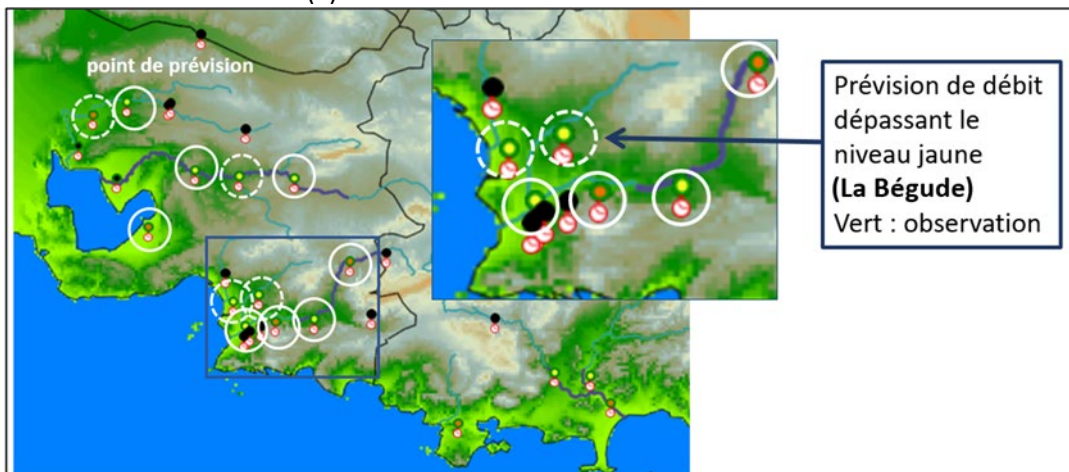 (.)
point de prévision
Prévision de débit
dépassant le
niveau jaune
(La Bégude)
Vert : observation